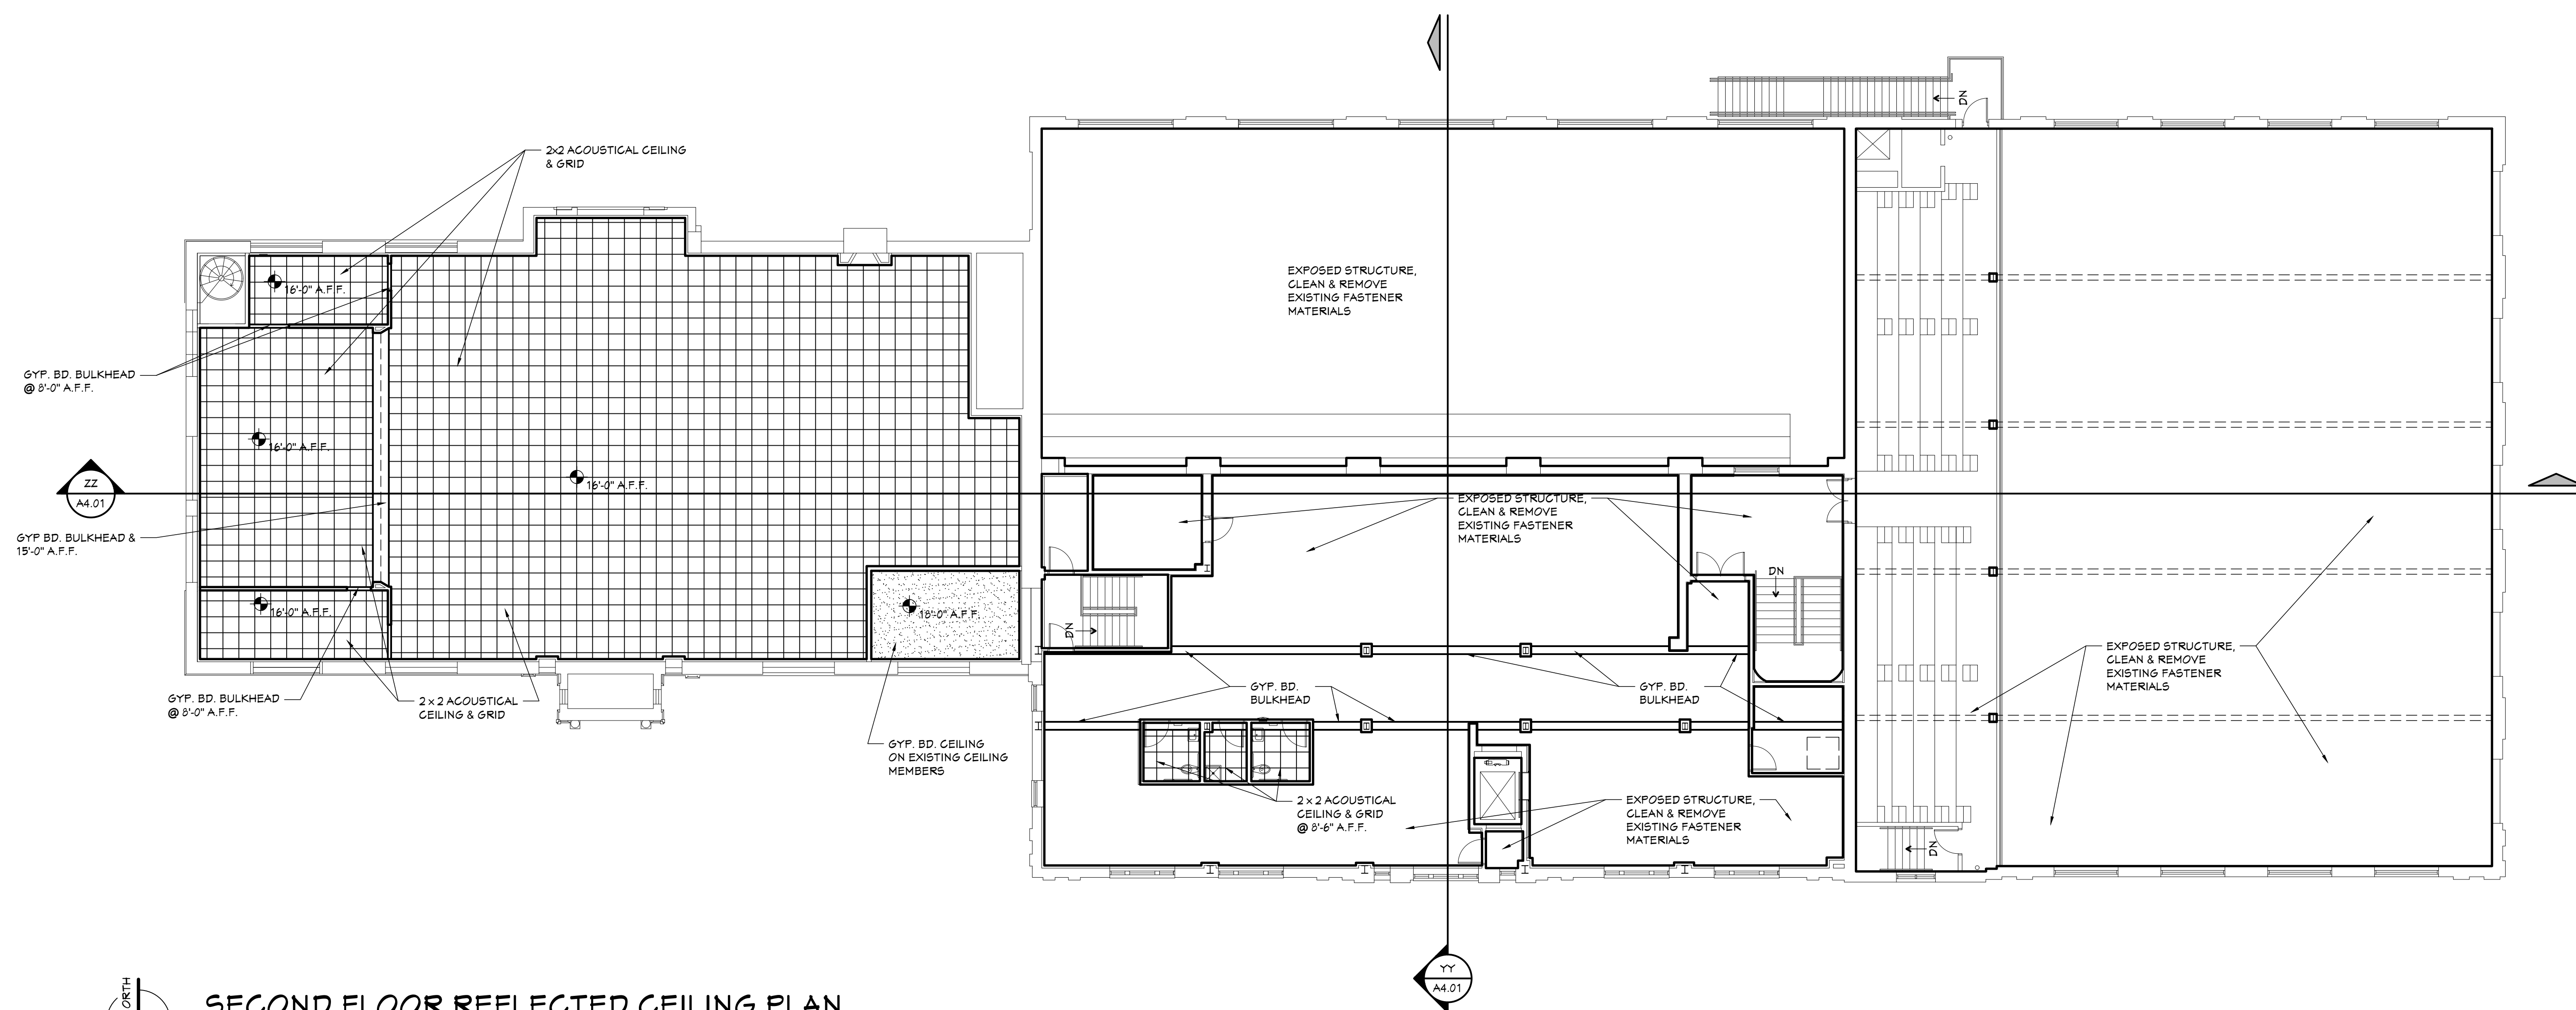 DN
2x2 ACOUSTICAL CEILING
& GRID
EXPOSED STRUCTURE,
CLEAN & REMOVE
EXISTING FASTENER
MATERIALS
16'-0" A.F.F.
GYP. BD. BULKHEAD
@ 8'-0" A.F.F.
16'-0" A.F.F.
16'-0" A.F.F.
ZZ
A4.01
EXPOSED STRUCTURE,
CLEAN & REMOVE
EXISTING FASTENER
MATERIALS
GYP BD. BULKHEAD &
15'-0" A.F.F.
DN
16'-0" A.F.F.
18'-0" A.F.F.
DN
EXPOSED STRUCTURE,
CLEAN & REMOVE
EXISTING FASTENER
MATERIALS
GYP. BD.
BULKHEAD
GYP. BD.
BULKHEAD
GYP. BD. BULKHEAD
@ 8'-0" A.F.F.
2 x 2 ACOUSTICAL
CEILING & GRID
GYP. BD. CEILING
ON EXISTING CEILING
MEMBERS
2 x 2 ACOUSTICAL
CEILING & GRID
@ 8'-6" A.F.F.
EXPOSED STRUCTURE,
CLEAN & REMOVE
EXISTING FASTENER
MATERIALS
DN
YY
A4.01
ORTH
SECOND FLOOR REFLECTED CEILING PLAN